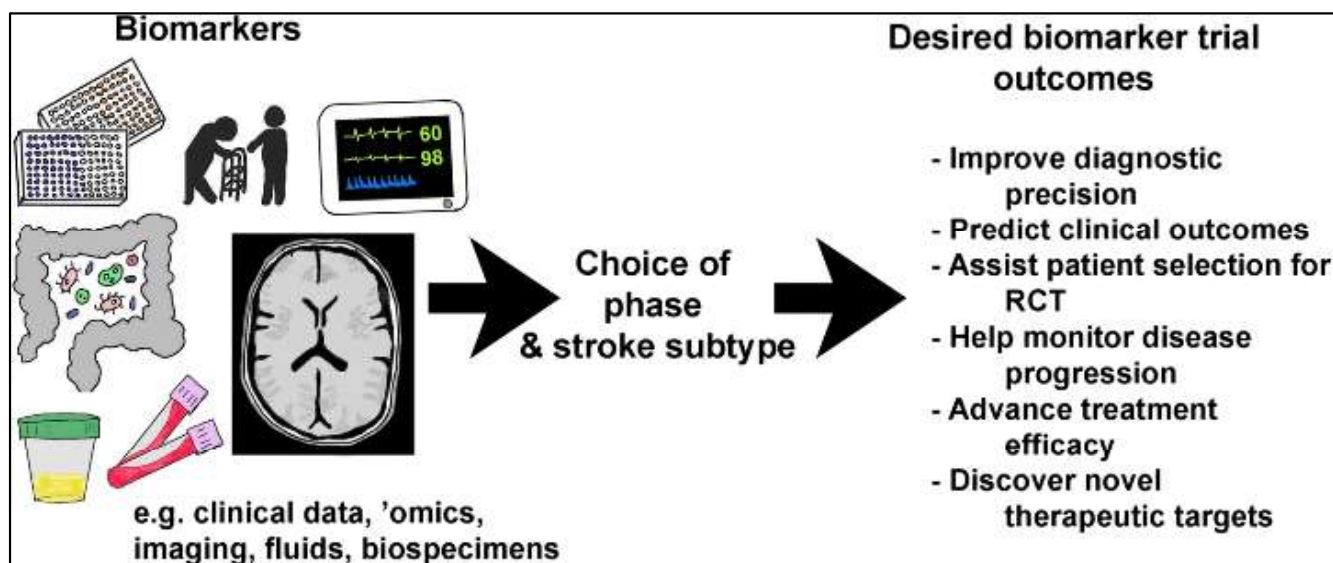 Biomarkers
60
98
e.g. clinical data, ’omics,
imaging, fluids, biospecimens
Choice of
phase
& stroke subtype
Desired biomarker trial
outcomes
- Improve diagnostic
precision
- Predict clinical outcomes
- Assist patient selection for
RCT
- Help monitor disease
progression
- Advance treatment
efficacy
- Discover novel
therapeutic targets